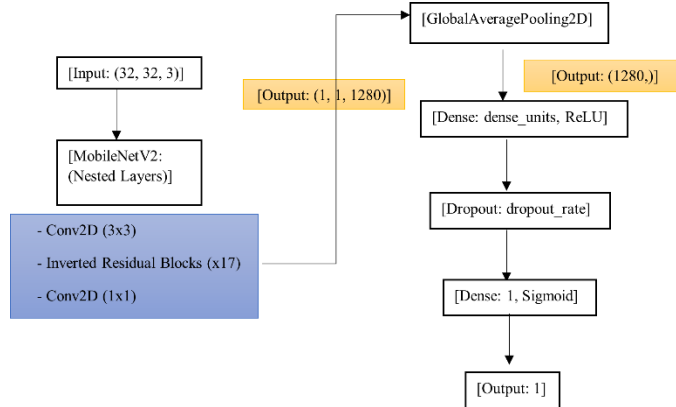 [Input: (32, 32, 3)]
[MobileNetV2:
(Nested Layers)]
- Conv2D (3x3)
- Inverted Residual Blocks (x17)
- Conv2D (1x1)
[Output: (1, 1, 1280)]
[GlobalAveragePooling2D]
[Output: (1280,)]
[Dense: dense_units, ReLU]
[Dropout: dropout_rate]
[Dense: 1, Sigmoid]
[Output: 1]